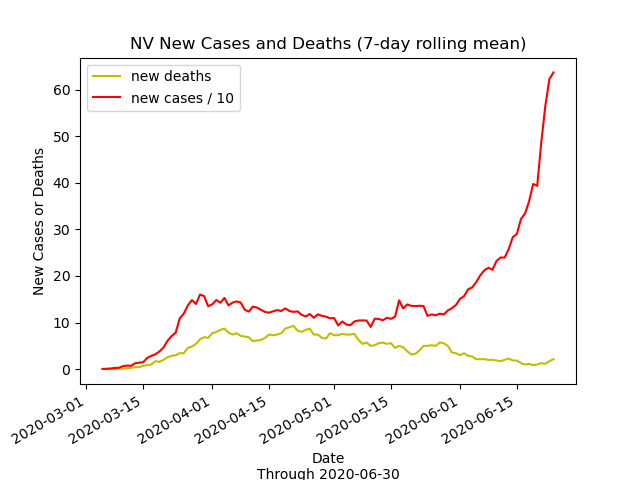 NV New Cases and Deaths (7-day rolling mean)
new deaths
new cases / 10
60
50
40
30
20
10
0
New Cases or Deaths
2020-03-01
2020-03-15
2020-04-01
2020-04-15
2020-05-01
2020-05-15
2020-06-01
2020-06-15
Date
Through 2020-06-30